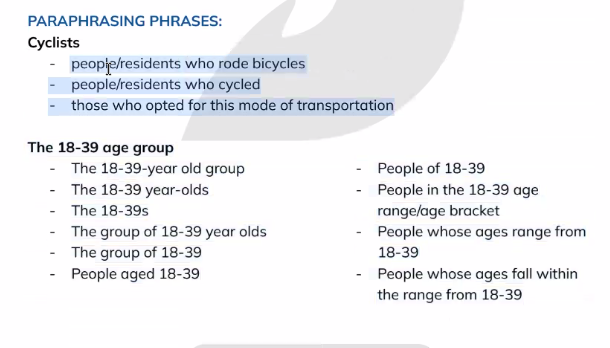 PARAPHRASING PHRASES:
Cyclists
- people/residents who rode bicycles
- people/residents who cycled
- those who opted for this mode of transportation
The 18-39 age group
- The 18-39-year old group
- The 18-39 year-olds
- The 18-39s
- The group of 18-39 year olds
- The group of 18-39
- People aged 18-39
- People of 18-39
- People in the 18-39 age
range/age bracket
- People whose ages range from
18-39
- People whose ages fall within
the range from 18-39